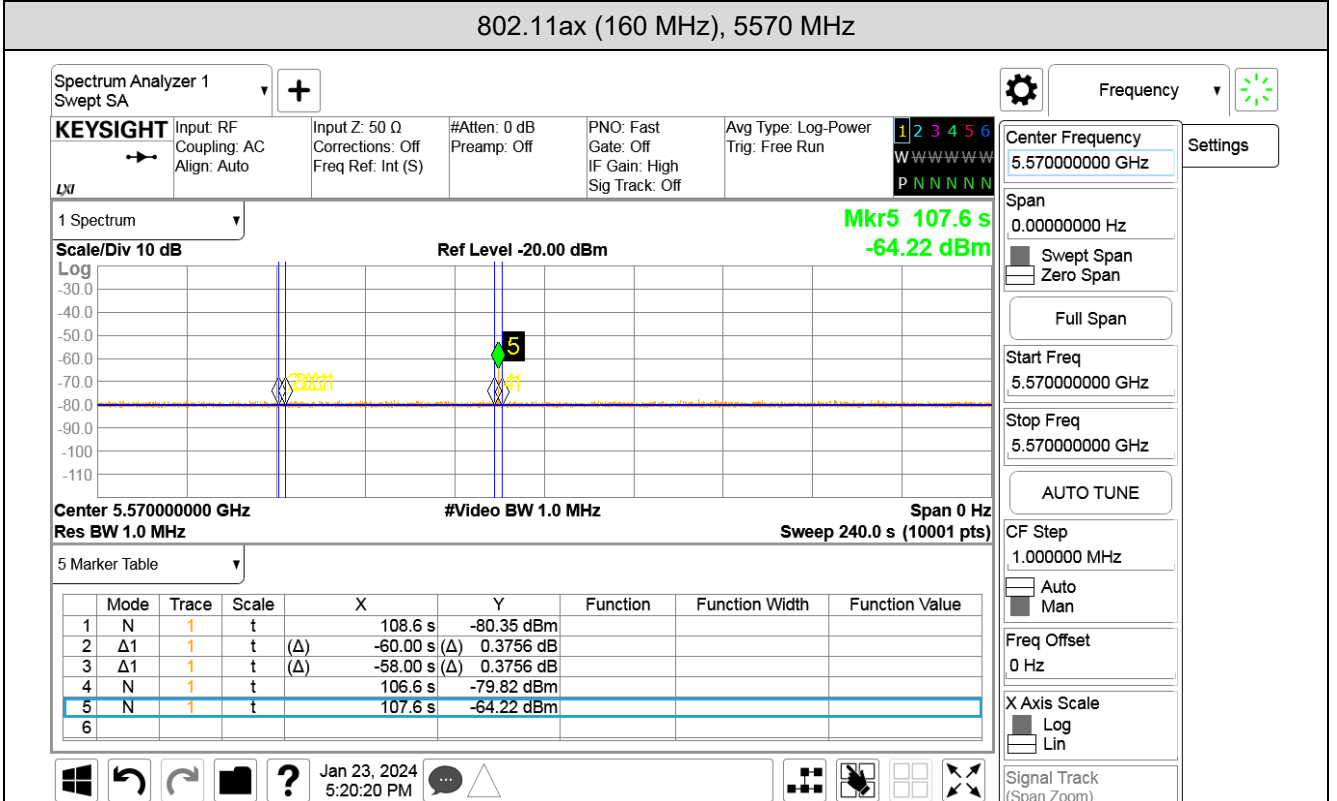 802.11ax (160 MHz), 5570 MHz
Spectrum Analyzer 1
Swept SA
Frequency
KEYSIGHT
LXI
Input: RF
Coupling: AC
Align: Auto
Input Z: 50 Ω
Corrections: Off
Freq Ref: Int (S)
#Atten: 0 dB
Preamp: Off
PNO: Fast
Gate: Off
IF Gain: High
Sig Track: Off
Avg Type: Log-Power
Trig: Free Run
1 2 3 4 5 6
W W W W W W
P N N N N N
1 Spectrum
Mkr5 107.6 s
-64.22 dBm
Scale/Div 10 dB
Ref Level -20.00 dBm
Log
-30.0
-40.0
-50.0
-60.0
-70.0
-80.0
-90.0
-100
-110
5
Center 5.570000000 GHz
#Video BW 1.0 MHz
Span 0 Hz
Res BW 1.0 MHz
Sweep 240.0 s (10001 pts)
5 Marker Table
Mode Trace Scale X Y Function Function Width Function Value
1 N 1 t 108.6 s -80.35 dBm
2 Δ1 1 t (Δ) -60.00 s (Δ) 0.3756 dB
3 Δ1 1 t (Δ) -58.00 s (Δ) 0.3756 dB
4 N 1 t 106.6 s -79.82 dBm
5 N 1 t 107.6 s -64.22 dBm
6
Jan 23, 2024
5:20:20 PM
Center Frequency
5.570000000 GHz
Settings
Span
0.00000000 Hz
Swept Span
Zero Span
Full Span
Start Freq
5.570000000 GHz
Stop Freq
5.570000000 GHz
AUTO TUNE
CF Step
1.000000 MHz
Auto
Man
Freq Offset
0 Hz
X Axis Scale
Log
Lin
Signal Track
(Span Zoom)